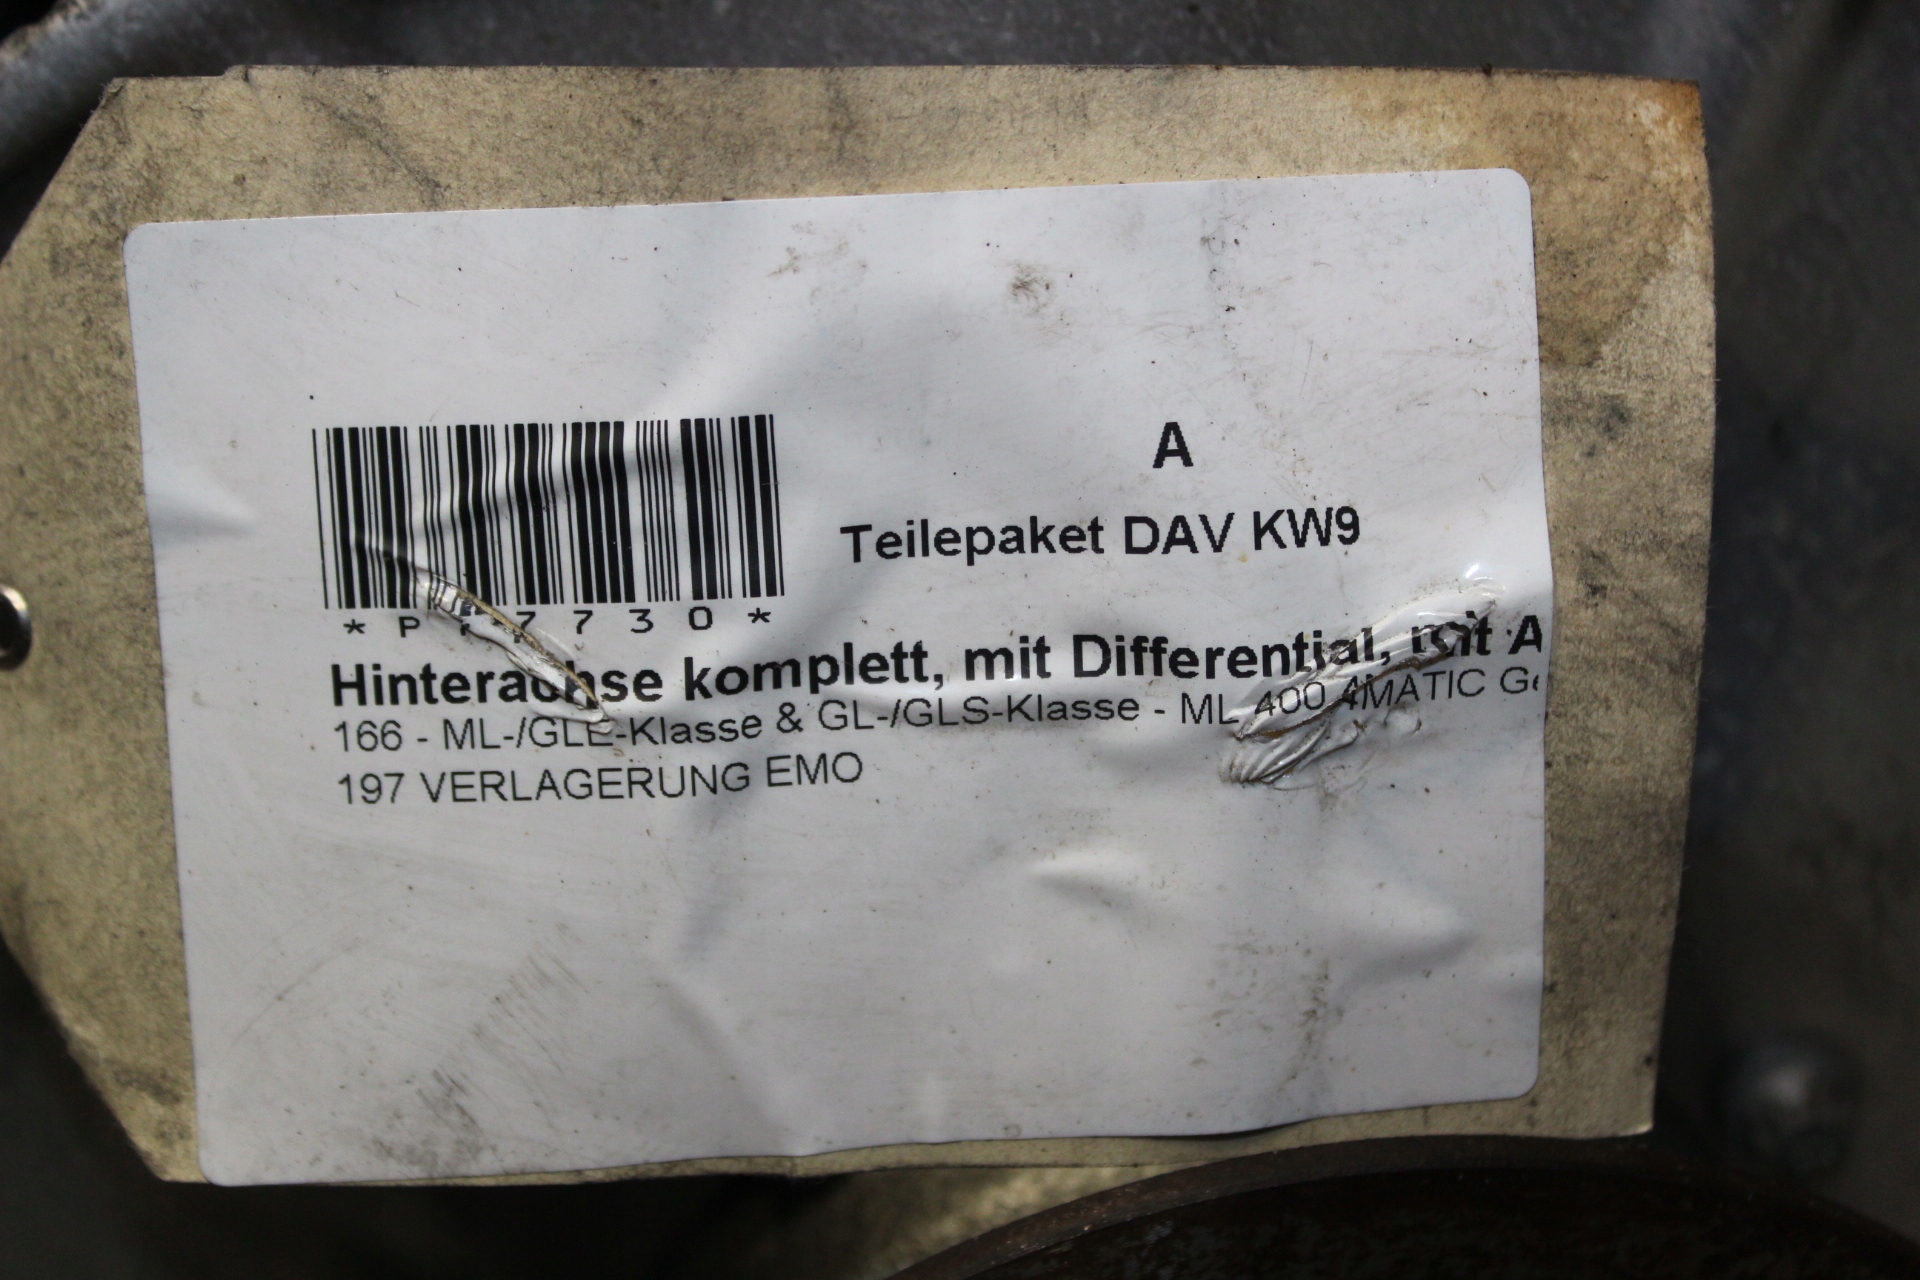 A
Teilepaket DAV KW9
Hinterachse komplett, mit Differential, mit A
166 - ML-/GLE-Klasse & GL-/GLS-Klasse - ML 400 4MATIC
197 VERLAGERUNG EMO